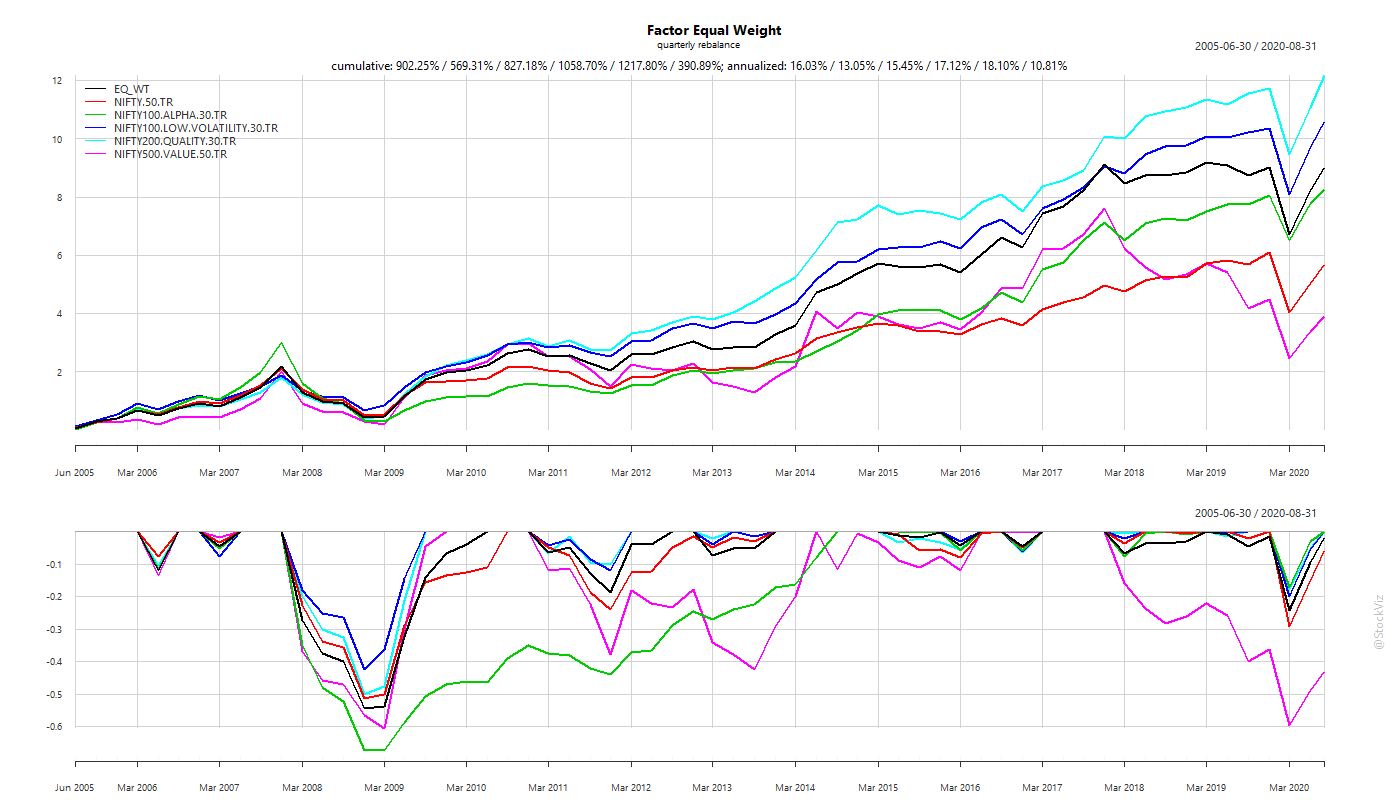 Factor Equal Weight
quarterly rebalance
2005-06-30 / 2020-08-31
cumulative: 902.25% / 569.31% / 827.18% / 1058.70% / 1217.80% / 390.89%; annualized: 16.03% / 13.05% / 15.45% / 17.12% / 18.10% / 10.81%
12
10
8
6
4
2
EQ_WT
NIFTY.50.TR
NIFTY100.ALPHA.30.TR
NIFTY100.LOW.VOLATILITY.30.TR
NIFTY200.QUALITY.30.TR
NIFTY500.VALUE.50.TR
Jun 2005 Mar 2006 Mar 2007 Mar 2008 Mar 2009 Mar 2010 Mar 2011 Mar 2012 Mar 2013 Mar 2014 Mar 2015 Mar 2016 Mar 2017 Mar 2018 Mar 2019 Mar 2020
2005-06-30 / 2020-08-31
-0.1
-0.2
-0.3
-0.4
-0.5
-0.6
Jun 2005 Mar 2006 Mar 2007 Mar 2008 Mar 2009 Mar 2010 Mar 2011 Mar 2012 Mar 2013 Mar 2014 Mar 2015 Mar 2016 Mar 2017 Mar 2018 Mar 2019 Mar 2020
@StockViz